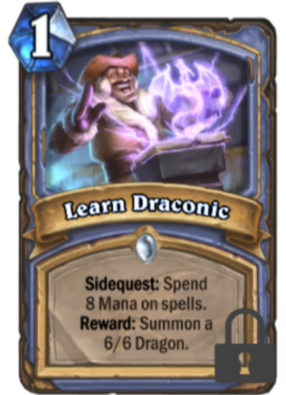 1
Learn Draconic
Sidequest: Spend
8 Mana on spells.
Reward: Summon a
6/6 Dragon.